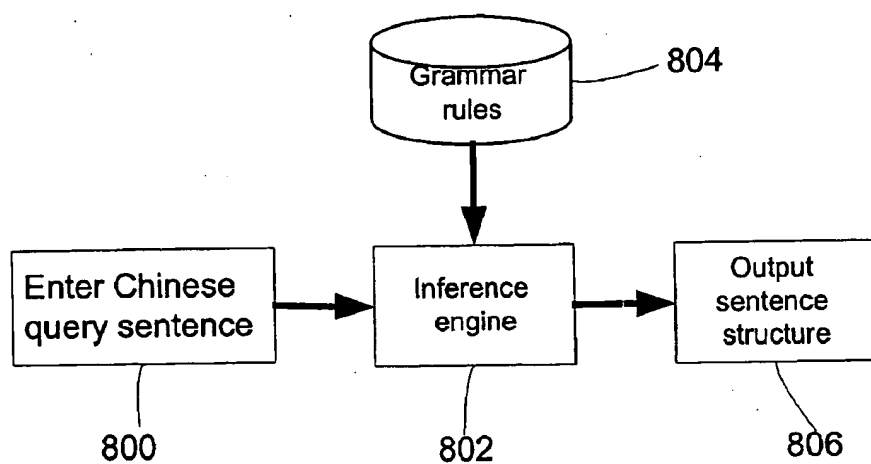 Grammar
rules
804
Enter Chinese
query sentence
Inference
engine
Output
sentence
structure
800
802
806